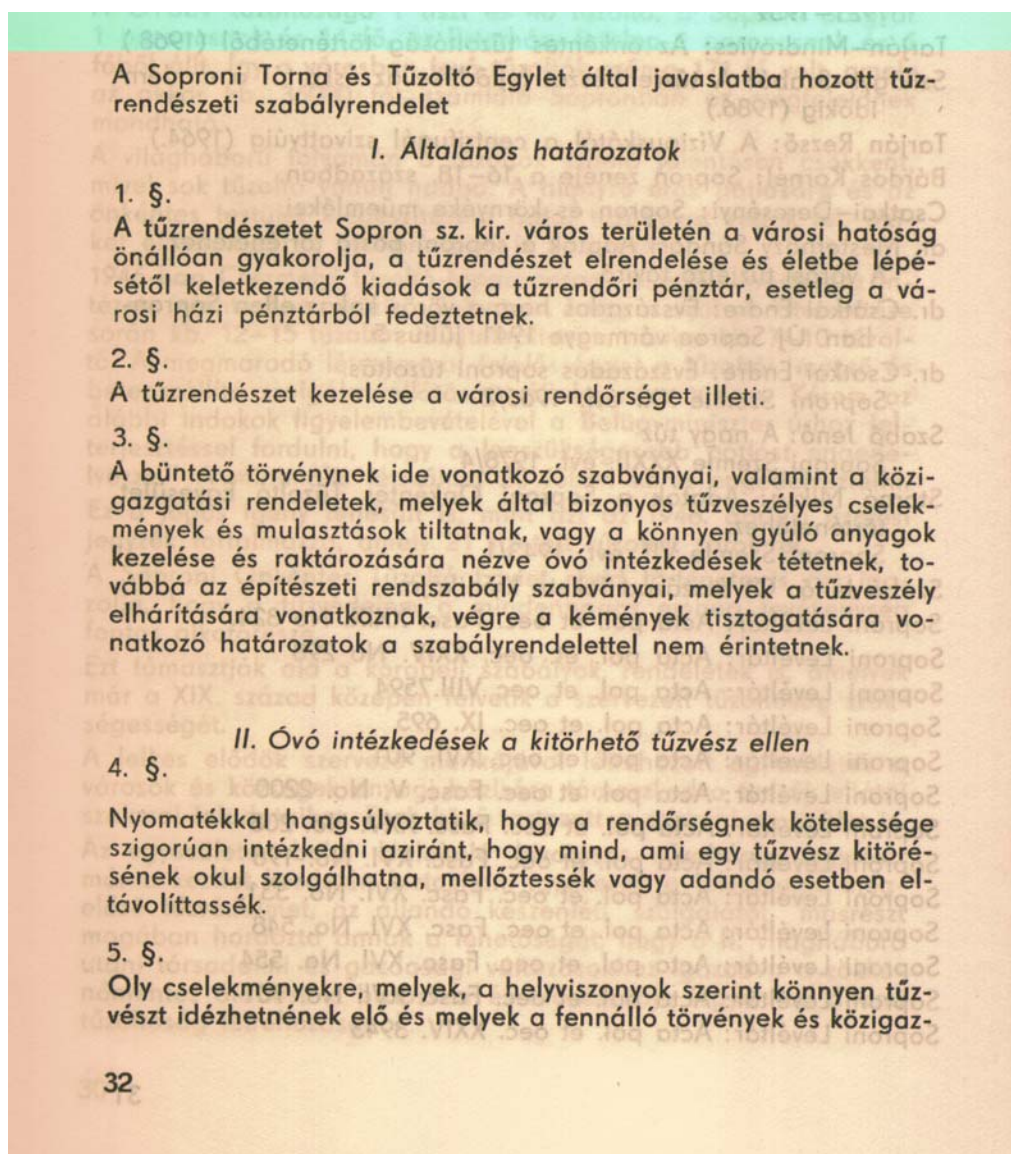 A Soproni Torna és Tűzoltó Egylet által javaslatba hozott tűz-
rendészeti szabályrendelet
I. Általános határozatok
1. §.
A tűzrendészetet Sopron sz. kir. város területén a városi hatóság
önállóan gyakorolja, a tűzrendészet elrendelése és életbe lépé-
sétől keletkezendő kiadások a tűzrendőri pénztár, esetleg a vá-
rosi házi pénztárból fedeztetnek.
2. §.
A tűzrendészet kezelése a városi rendőrséget illeti.
3. §.
A büntető törvénynek ide vonatkozó szabványai, valamint a közi-
gazgatási rendeletek, melyek által bizonyos tűzveszélyes cselek-
mények és mulasztások tiltatnak, vagy a könnyen gyúló anyagok
kezelése és raktározására nézve óvó intézkedések tétetnek, to-
vábbá az építészeti rendszabály szabványai, melyek a tűzveszély
elhárítására vonatkoznak, végre a kémények tisztogatására vo-
natkozó határozatok a szabályrendelettel nem érintetnek.
II. Óvó intézkedések a kitörhető tűzvész ellen
4. §.
Nyomatékkal hangsúlyoztatik, hogy a rendőrségnek kötelessége
szigorúan intézkedni aziránt, hogy mind, ami egy tűzvész kitöré-
sének okul szolgálhatna, mellőztessék vagy adandó esetben el-
távolíttassék.
5. §.
Oly cselekményekre, melyek, a helyviszonyok szerint könnyen tűz-
vészt idézhetnének elő és melyek a fennálló törvények és közigaz-
32